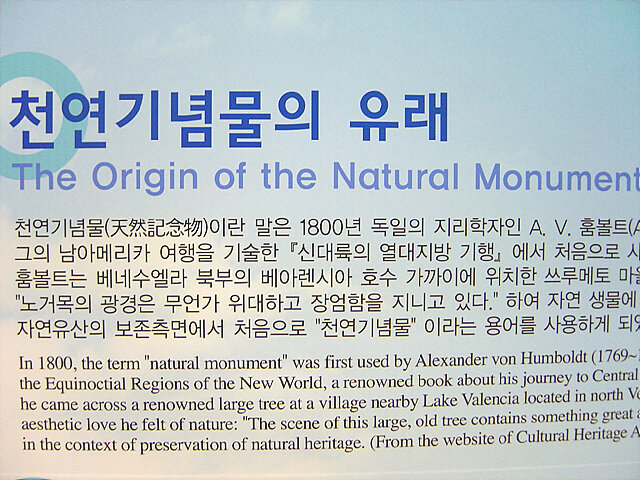 천연기념물의 유래
The Origin of the Natural Monument
천연기념물(天然記念物)이란 말은 1800년 독일의 지리학자인 A. V. 훔볼트(A
그의 남아메리카 여행을 기술한 『신대륙의 열대지방 기행』에서 처음으로 사
훔볼트는 베네수엘라 북부의 베아렌시아 호수 가까이에 위치한 쓰루메토 마을
"노거목의 광경은 무언가 위대하고 장엄함을 지니고 있다." 하여 자연 생물에
자연유산의 보존측면에서 처음으로 "천연기념물" 이라는 용어를 사용하게 되었
In 1800, the term "natural monument" was first used by Alexander von Humboldt (1769~
the Equinoctial Regions of the New World, a renowned book about his journey to Central
he came across a renowned large tree at a village nearby Lake Valencia located in north Ve
aesthetic love he felt of nature: "The scene of this large, old tree contains something great a
in the context of preservation of natural heritage. (From the website of Cultural Heritage A